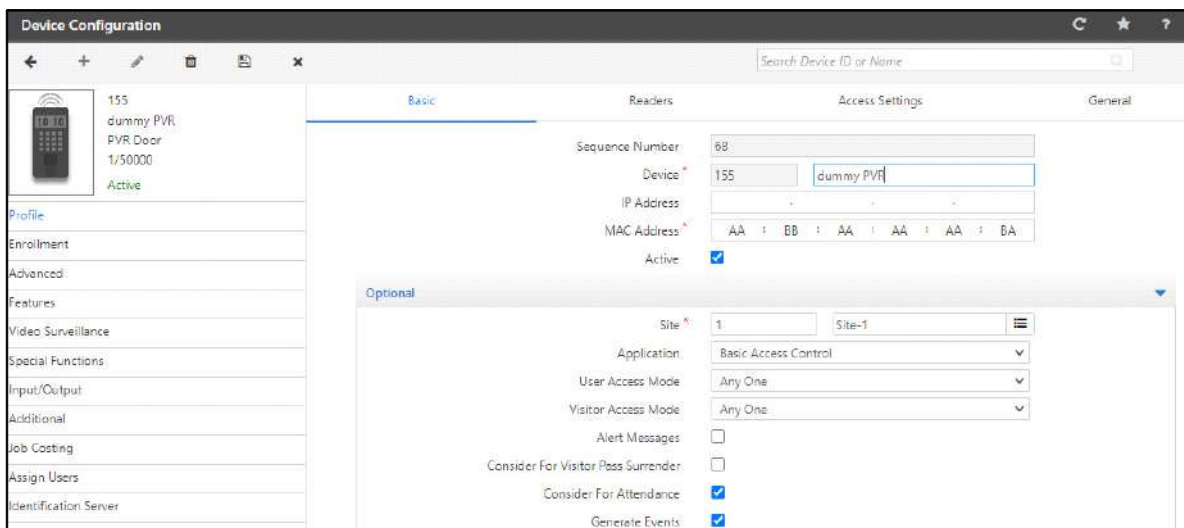 Device Configuration
Search Device ID or Name
155
dummy PVR
PVR Door
1/50000
Active
Profile
Enrollment
Advanced
Features
Video Surveillance
Special Functions
Input/Output
Additional
Job Costing
Assign Users
Identification Server
Basic Readers Access Settings General
Sequence Number 68
Device * 155 dummy PVR
IP Address . . .
MAC Address * AA : BB : AA : AA : AA : BA
Active
Optional
Site * 1 Site-1
Application Basic Access Control
User Access Mode Any One
Visitor Access Mode Any One
Alert Messages
Consider For Visitor Pass Surrender
Consider For Attendance
Generate Events